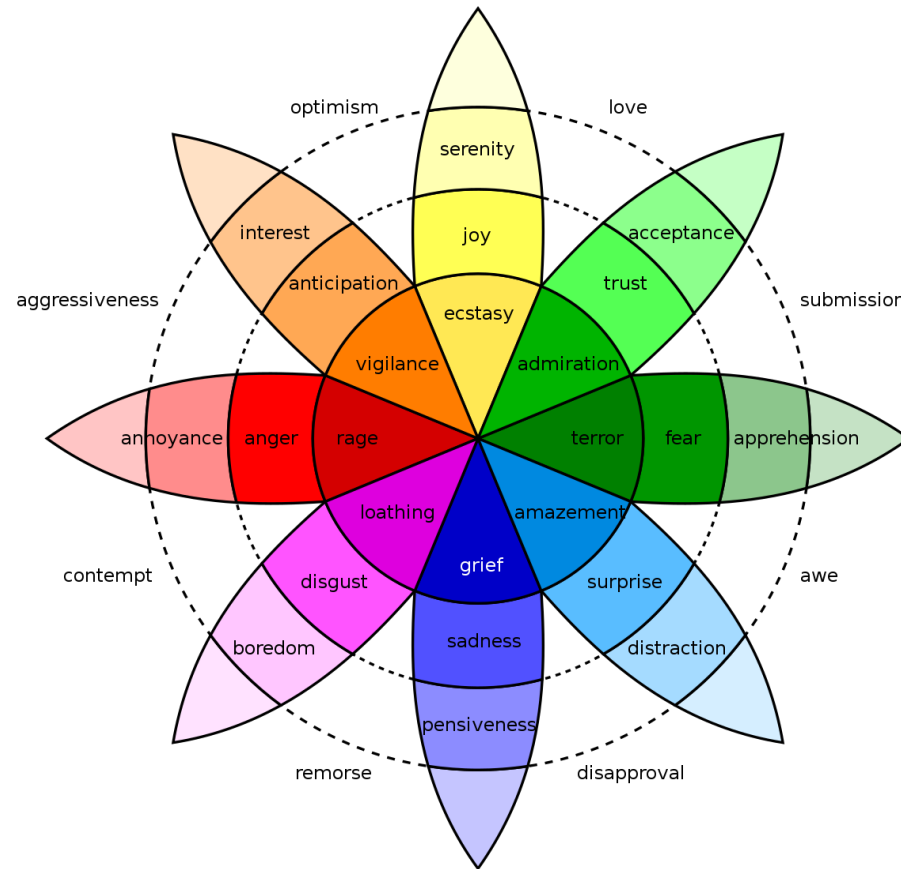 optimism
love
serenity
interest
joy
acceptance
anticipation
trust
aggressiveness
submission
ecstasy
vigilance
admiration
annoyance
anger
rage
terror
fear
apprehension
loathing
amazement
contempt
disgust
grief
surprise
awe
boredom
sadness
distraction
pensiveness
remorse
disapproval